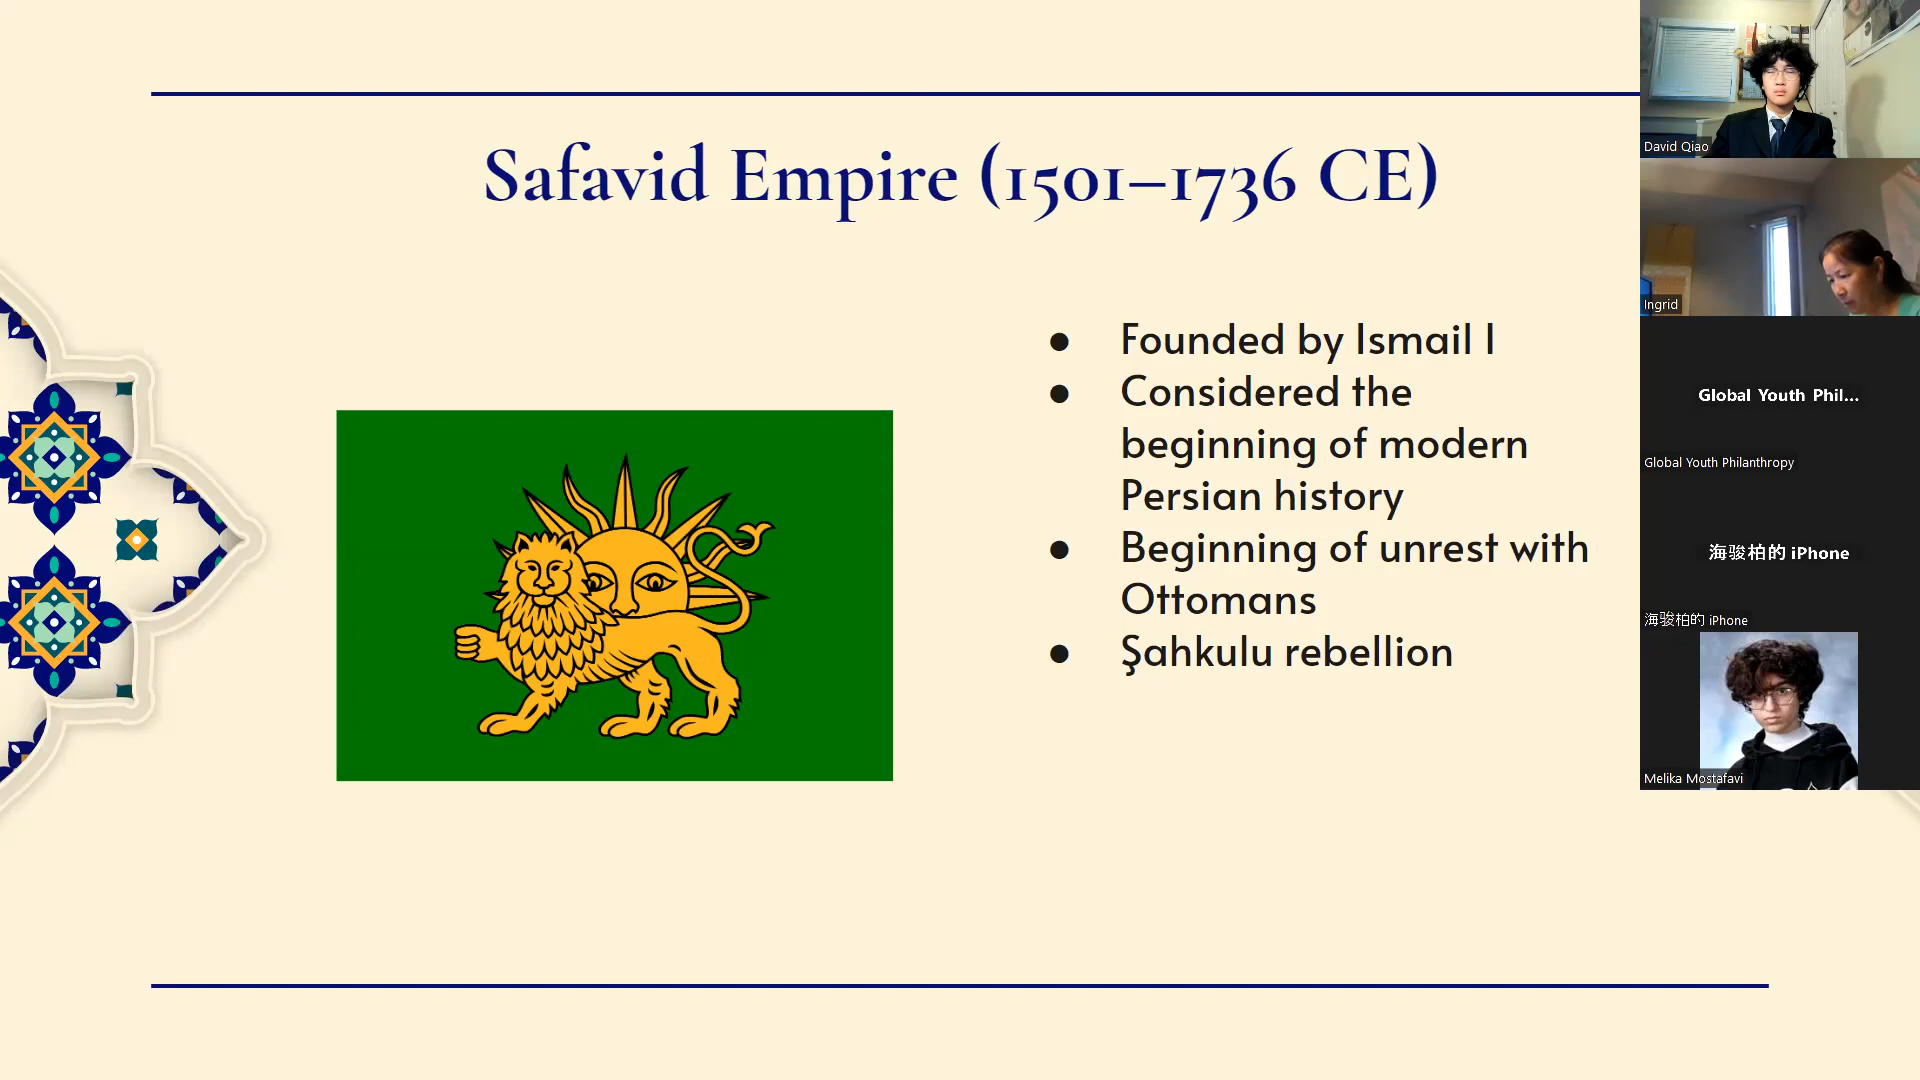 Safavid Empire (1501–1736 CE)
● Founded by Ismail I
● Considered the
beginning of modern
Persian history
● Beginning of unrest with
Ottomans
● Şahkulu rebellion
David Qiao
Ingrid
Global Youth Phil...
Global Youth Philanthropy
海骏柏的 iPhone
海骏柏的 iPhone
Melika Mostafavi